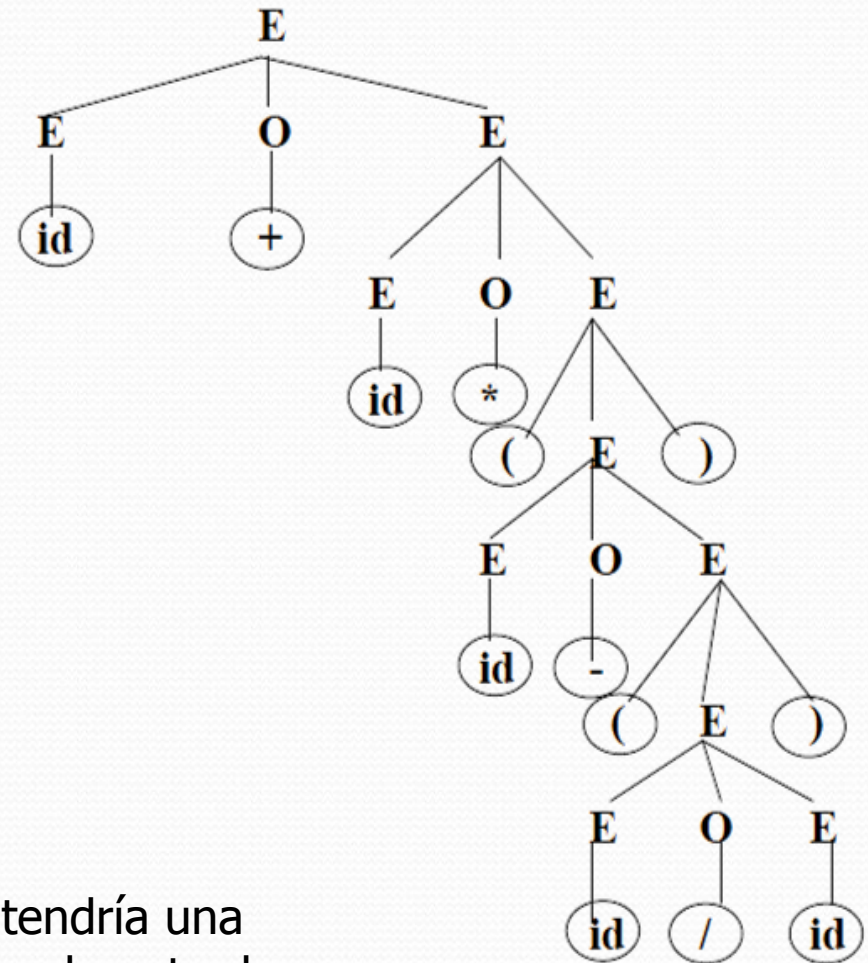 E
E O E
id +
E O E
id *
( E )
E O E
id -
( E )
E O E
tendría una
id / id